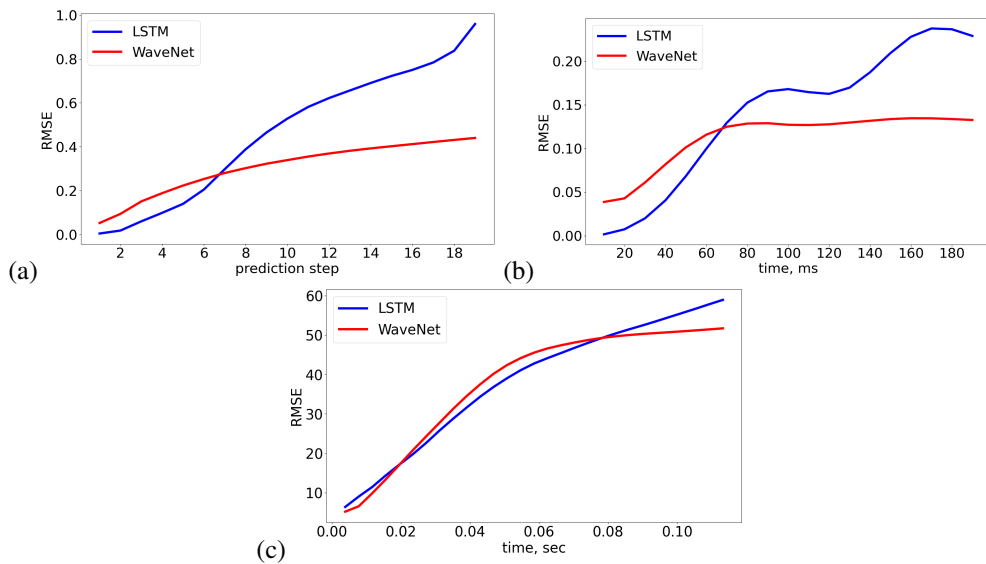 LSTM
WaveNet
RMSE
0.0 0.2 0.4 0.6 0.8 1.0
2 4 6 8 10 12 14 16 18
prediction step
(a)
LSTM
WaveNet
RMSE
0.00 0.05 0.10 0.15 0.20
20 40 60 80 100 120 140 160 180
time, ms
(b)
LSTM
WaveNet
RMSE
10 20 30 40 50 60
0.00 0.02 0.04 0.06 0.08 0.10
time, sec
(c)